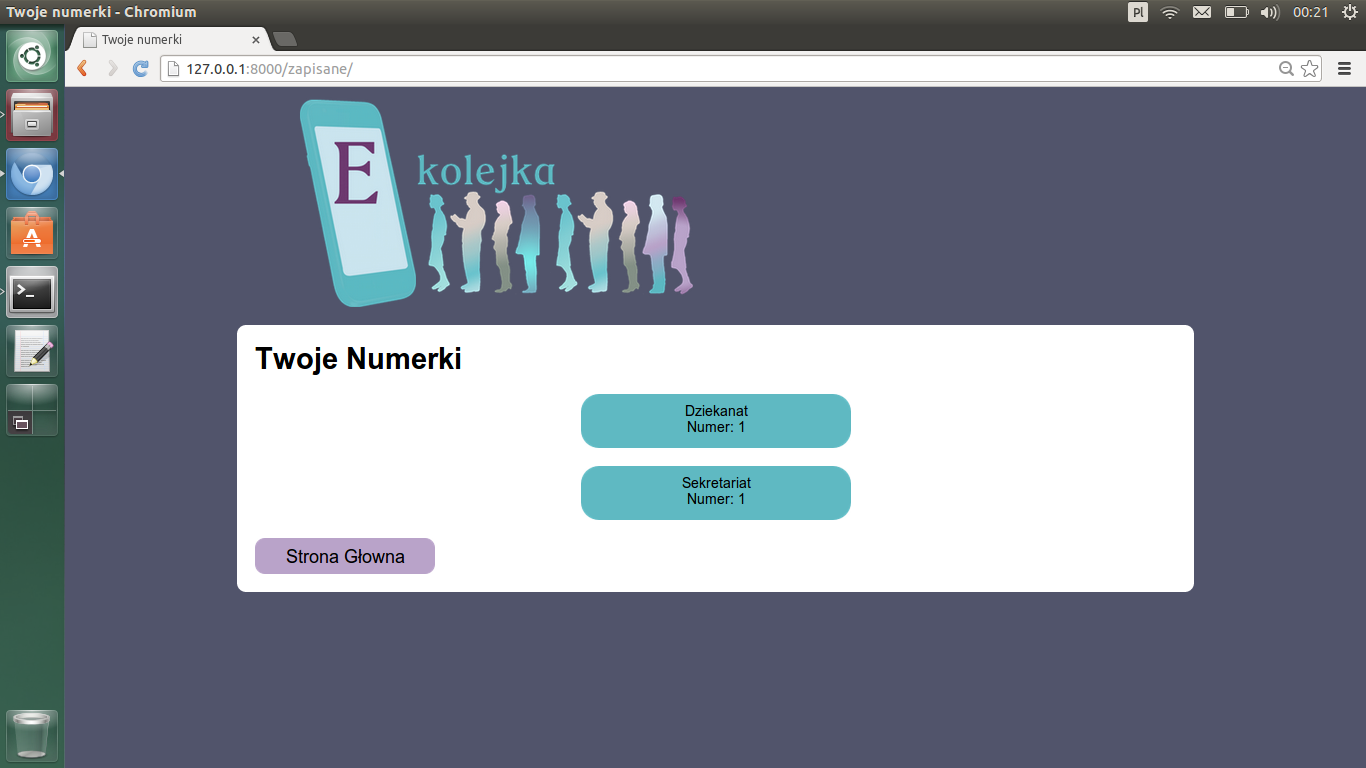 Twoje numerki - Chromium
Pl
00:21
Twoje numerki
127.0.0.1:8000/zapisane/
E
kolejka
Twoje Numerki
Dziekanat
Numer: 1
Sekretariat
Numer: 1
Strona Głowna